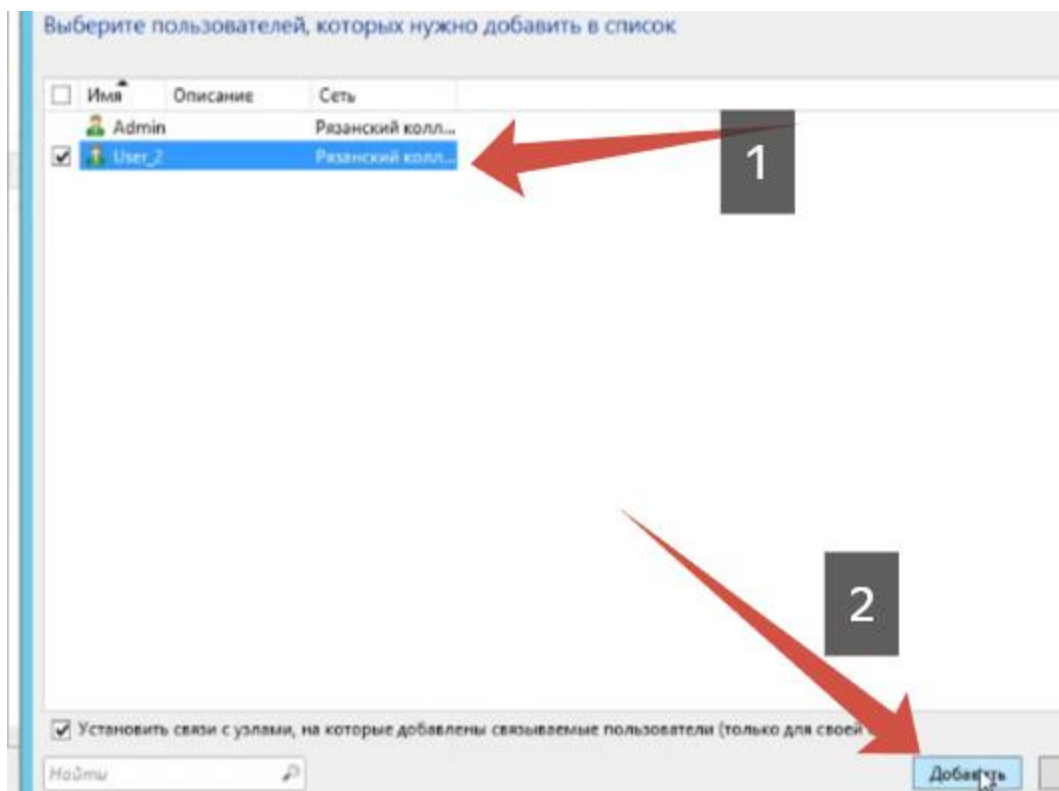 Выберите пользователей, которых нужно добавить в список
Имя Описание Сеть
Admin Рязанский колл...
User_2 Рязанский колл...
1
2
Установить связи с узлами, на которые добавлены связываемые пользователи (только для своей
Найти
Добавить